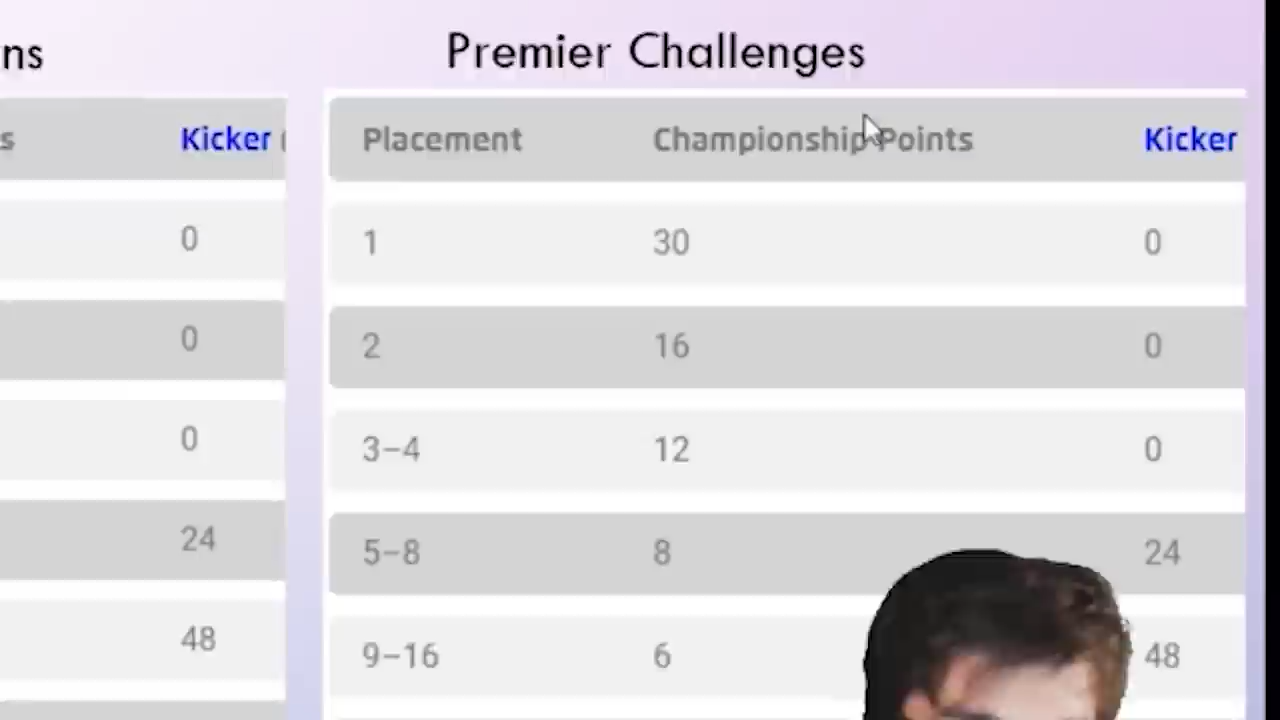 ns
Premier Challenges
s Kicker
0
0
0
24
48
Placement Championship Points Kicker
1 30 0
2 16 0
3–4 12 0
5–8 8 24
9–16 6 48